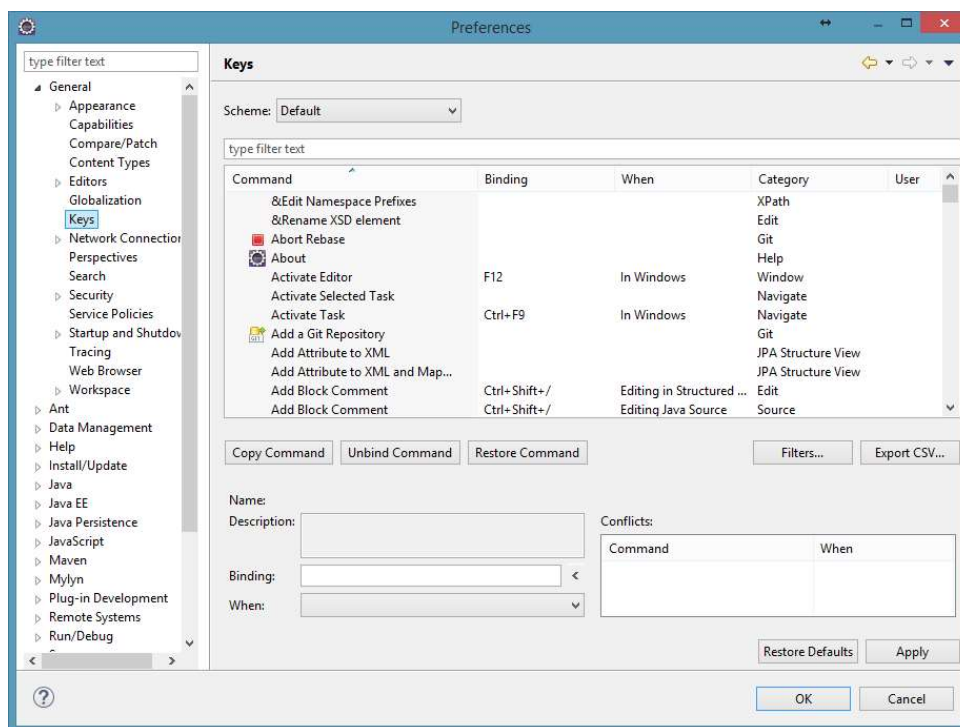 Preferences
type filter text
General
Appearance
Capabilities
Compare/Patch
Content Types
Editors
Globalization
Keys
Network Connection
Perspectives
Search
Security
Service Policies
Startup and Shutdow
Tracing
Web Browser
Workspace
Ant
Data Management
Help
Install/Update
Java
Java EE
Java Persistence
JavaScript
Maven
Mylyn
Plug-in Development
Remote Systems
Run/Debug
Keys
Scheme: Default
type filter text
Command Binding When Category User
&Edit Namespace Prefixes XPath
&Rename XSD element Edit
Abort Rebase Git
About Help
Activate Editor F12 In Windows Window
Activate Selected Task Navigate
Activate Task Ctrl+F9 In Windows Navigate
Add a Git Repository Git
Add Attribute to XML JPA Structure View
Add Attribute to XML and Map... JPA Structure View
Add Block Comment Ctrl+Shift+/ Editing in Structured ... Edit
Add Block Comment Ctrl+Shift+/ Editing Java Source Source
Copy Command Unbind Command Restore Command Filters... Export CSV...
Name:
Description:
Binding:
When:
Conflicts:
Command When
Restore Defaults Apply
OK Cancel